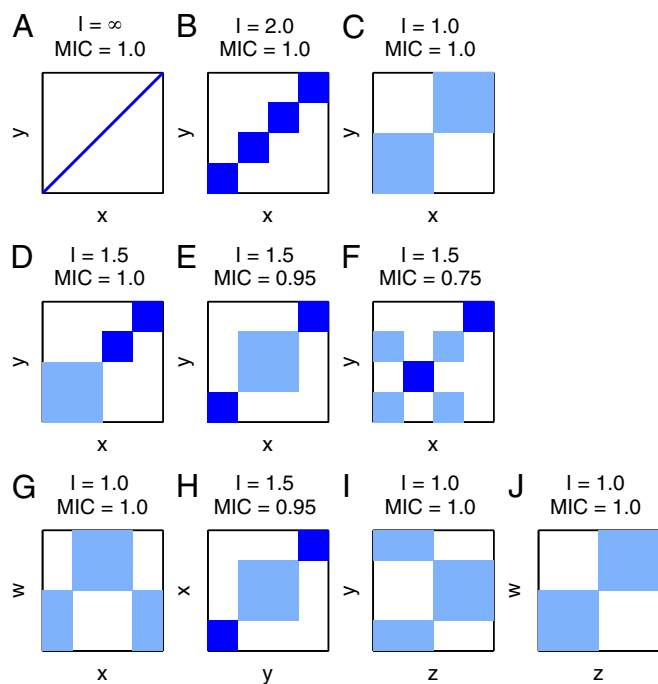 A
I = ∞
MIC = 1.0
y
x
B
I = 2.0
MIC = 1.0
y
x
C
I = 1.0
MIC = 1.0
y
x
D
I = 1.5
MIC = 1.0
y
x
E
I = 1.5
MIC = 0.95
y
x
F
I = 1.5
MIC = 0.75
y
x
G
I = 1.0
MIC = 1.0
w
x
H
I = 1.5
MIC = 0.95
x
y
I
I = 1.0
MIC = 1.0
y
z
J
I = 1.0
MIC = 1.0
w
z